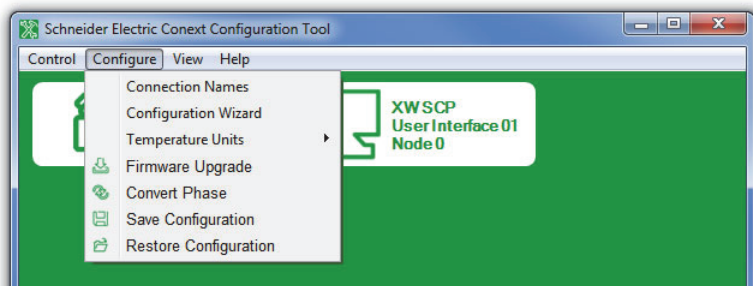 Schneider Electric Conext Configuration Tool
Control Configure View Help
Connection Names
Configuration Wizard
Temperature Units
Firmware Upgrade
Convert Phase
Save Configuration
Restore Configuration
XW SCP
User Interface 01
Node 0